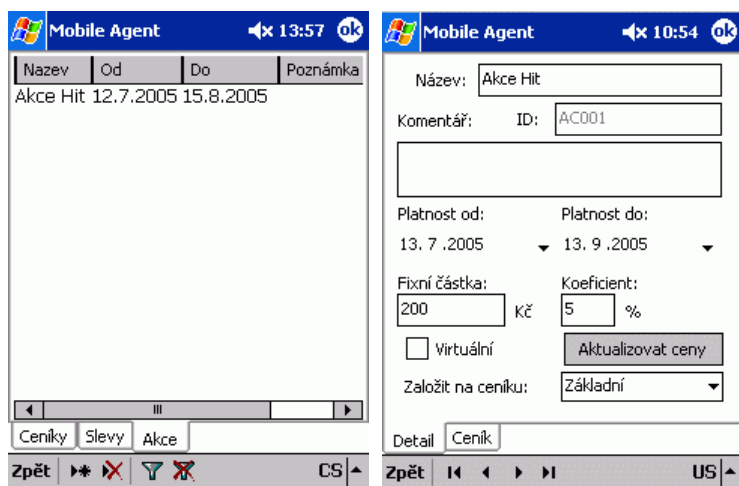 Mobile Agent 13:57 ok
Nazev Od Do Poznámka
Akce Hit 12.7.2005 15.8.2005
Ceníky Slevy Akce
Zpět CS
Mobile Agent 10:54 ok
Název: Akce Hit
Komentář: ID: AC001
Platnost od: Platnost do:
13. 7 .2005 13. 9 .2005
Fixní částka: Koeficient:
200 Kč 5 %
Virtuální Aktualizovat ceny
Založit na ceníku: Základní
Detail Ceník
Zpět US